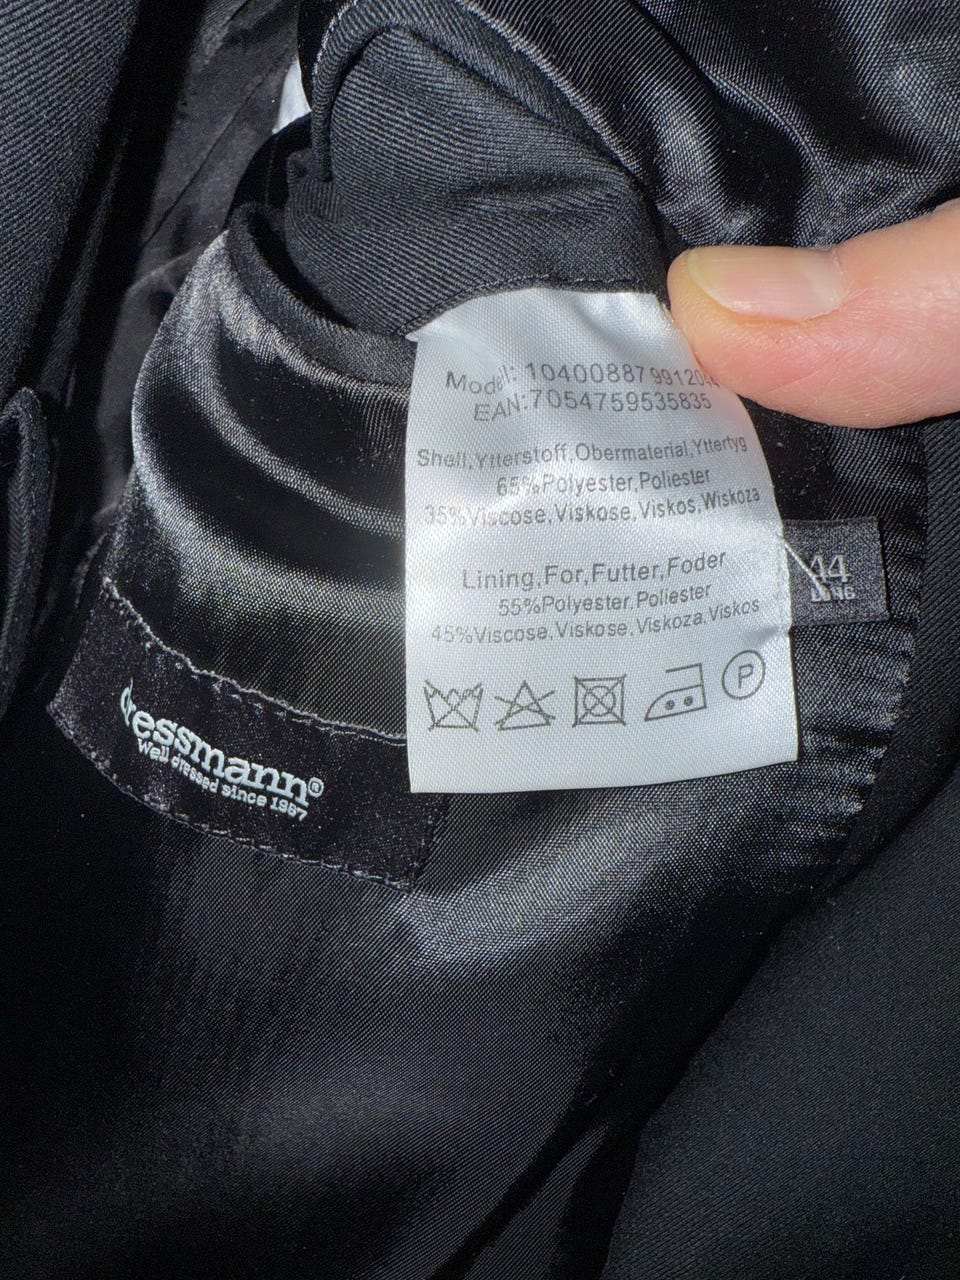 Modell: 10400887
EAN:7054759535835
Shell,Ytterstoff,Obermaterial,Yttertyg
65%Polyester,Poliester
35%Viscose,Viskose,Viskos,Wiskoza
Lining,For,Futter,Foder
55%Polyester,Poliester
45%Viscose,Viskose,Viskoza,Viskos
P
44
LONG
dressmann®
Well dressed since 1967